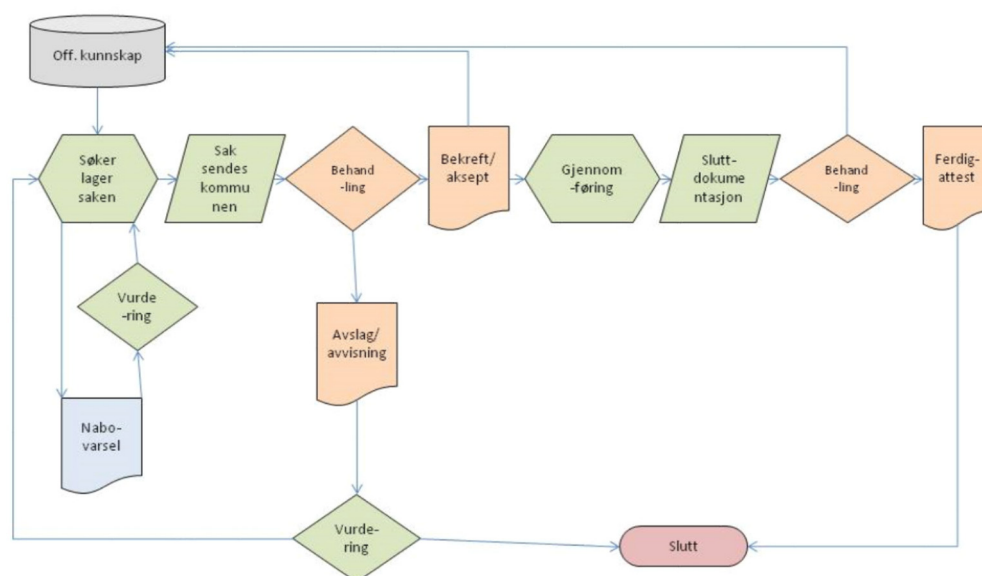 Off. kunnskap
Søker
lager
saken
Sak
sendes
kommu
nen
Behand
-ling
Bekreft/
aksept
Gjennom
-føring
Slutt-
dokume
ntasjon
Behand
-ling
Ferdig-
attest
Vurde
-ring
Avslag/
avvisning
Nabo-
varsel
Vurde-
ring
Slutt